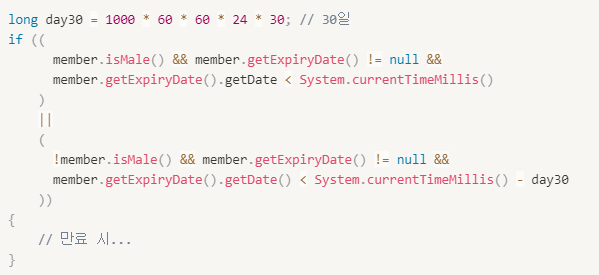 long day30 = 1000 * 60 * 60 * 24 * 30; // 30일
if ((
member.isMale() && member.getExpiryDate() != null &&
member.getExpiryDate().getDate < System.currentTimeMillis()
)
||
(
!member.isMale() && member.getExpiryDate() != null &&
member.getExpiryDate().getDate() < System.currentTimeMillis() - day30
))
{
// 만료 시...
}